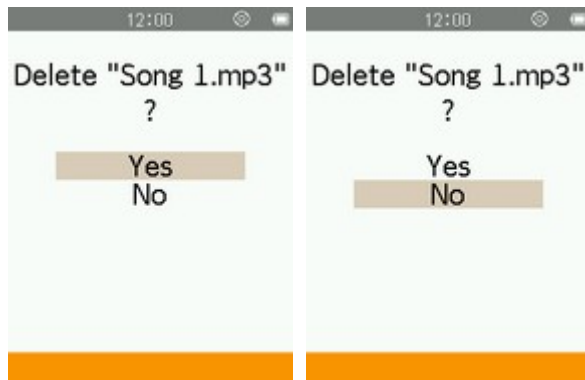 12:00
Delete "Song 1.mp3"
?
Yes
No
12:00
Delete "Song 1.mp3"
?
Yes
No